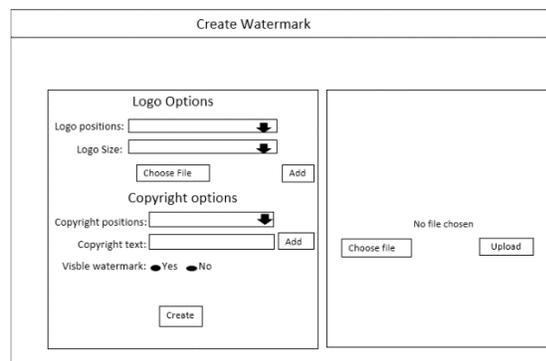 Create Watermark
Logo Options
Logo positions:
Logo Size:
Choose File
Add
Copyright options
Copyright positions:
Copyright text:
Add
Visble watermark: Yes No
Create
No file chosen
Choose file
Upload